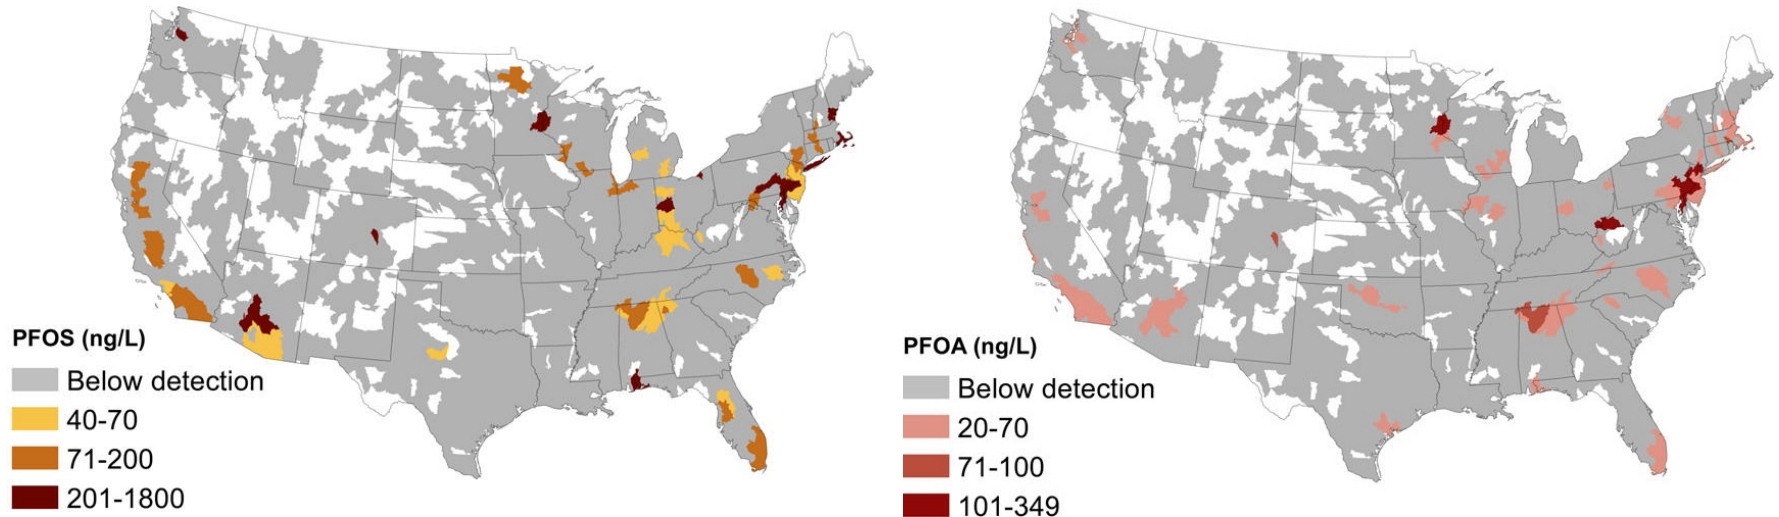 PFOS (ng/L)
Below detection
40-70
71-200
201-1800
PFOA (ng/L)
Below detection
20-70
71-100
101-349